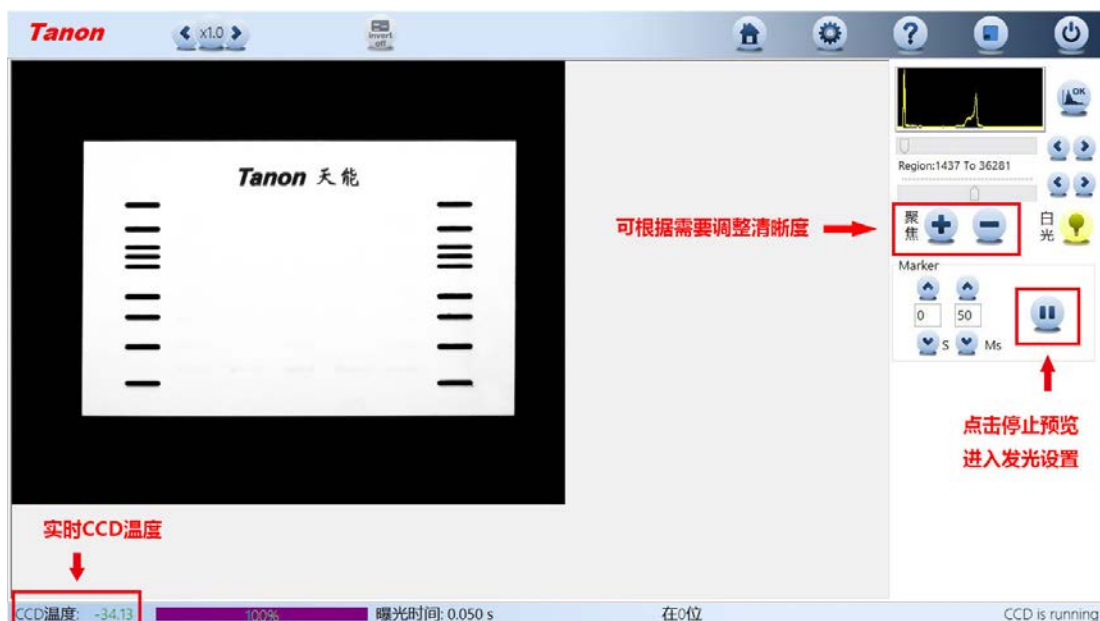 Tanon
x1.0
invert
off
OK
Tanon 天能
Region:1437 To 36281
可根据需要调整清晰度
聚焦
白光
Marker
0 50
S Ms
点击停止预览
进入发光设置
实时CCD温度
CCD温度: -34.13 100% 曝光时间: 0.050 s 在0位 CCD is running